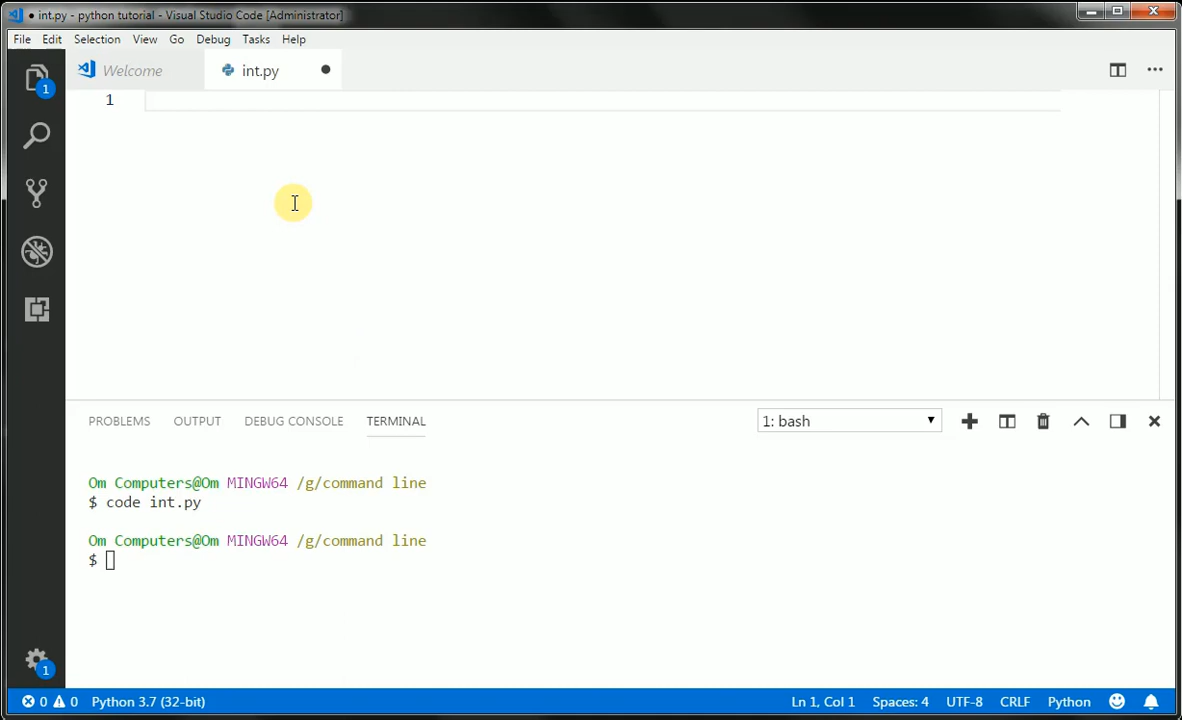 ● int.py - python tutorial - Visual Studio Code [Administrator]
File Edit Selection View Go Debug Tasks Help
Welcome int.py ●
1
1
PROBLEMS OUTPUT DEBUG CONSOLE TERMINAL 1: bash
Om Computers@Om MINGW64 /g/command line
$ code int.py
Om Computers@Om MINGW64 /g/command line
$
1
0 0 Python 3.7 (32-bit) Ln 1, Col 1 Spaces: 4 UTF-8 CRLF Python